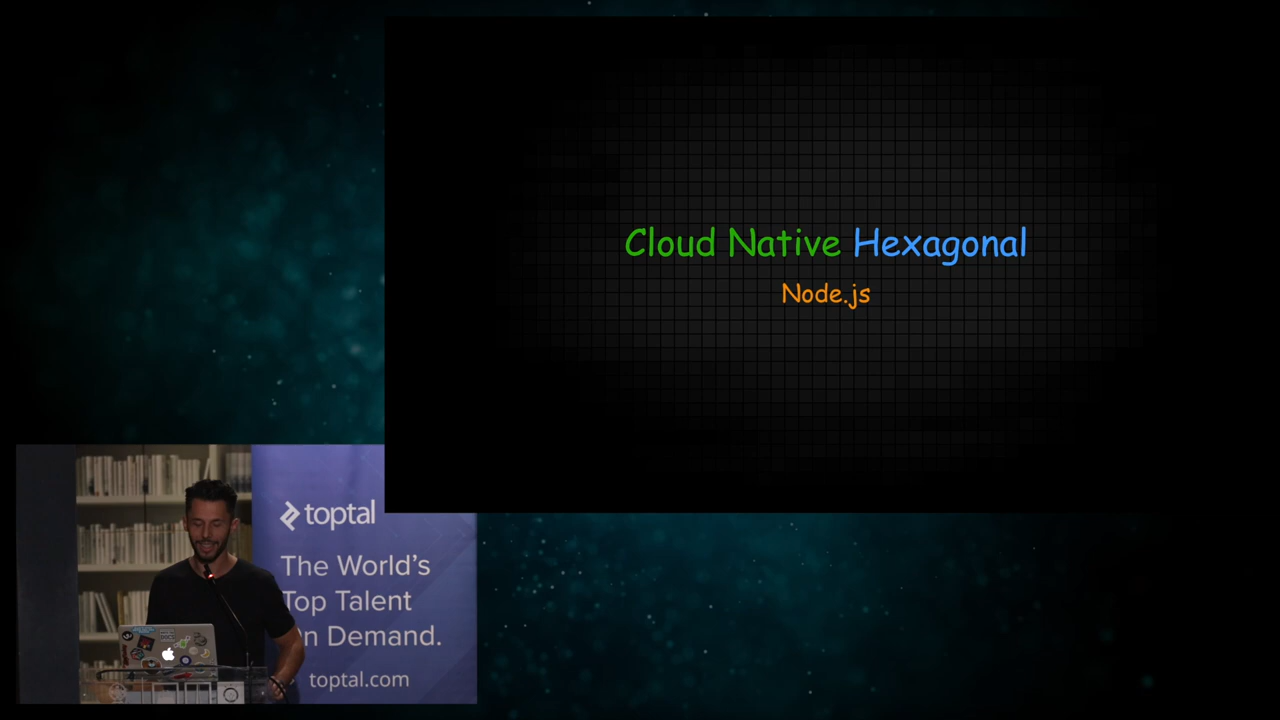 Cloud Native Hexagonal
Node.js
toptal
The World's
Top Talent
On Demand.
toptal.com